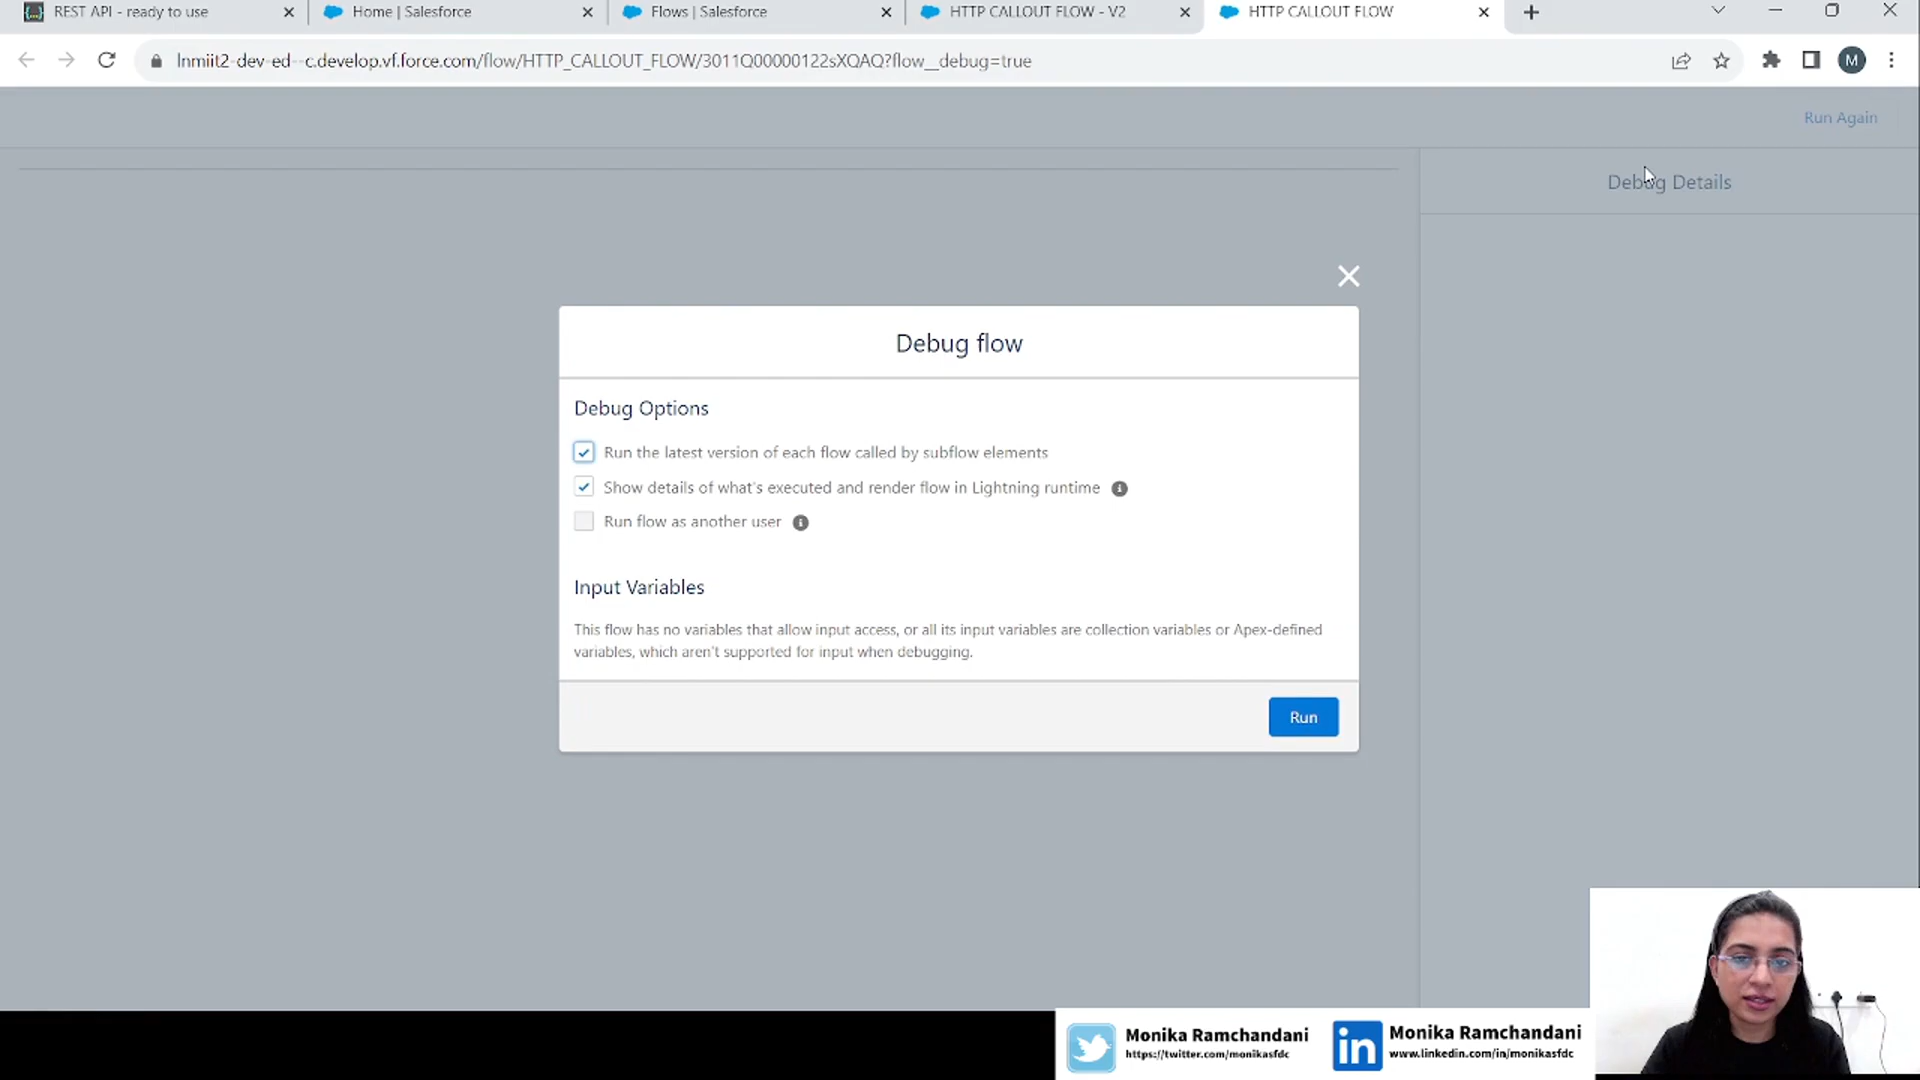 REST API - ready to use
Home | Salesforce
Flows | Salesforce
HTTP CALLOUT FLOW - V2
HTTP CALLOUT FLOW
lnmiit2-dev-ed--c.develop.vf.force.com/flow/HTTP_CALLOUT_FLOW/3011Q00000122sXQAQ?flow__debug=true
M
Run Again
Debug Details
Debug flow
Debug Options
Run the latest version of each flow called by subflow elements
Show details of what's executed and render flow in Lightning runtime
Run flow as another user
Input Variables
This flow has no variables that allow input access, or all its input variables are collection variables or Apex-defined
variables, which aren't supported for input when debugging.
Run
Monika Ramchandani
https://twitter.com/monikasfdc
in
Monika Ramchandani
www.linkedin.com/in/monikasfdc